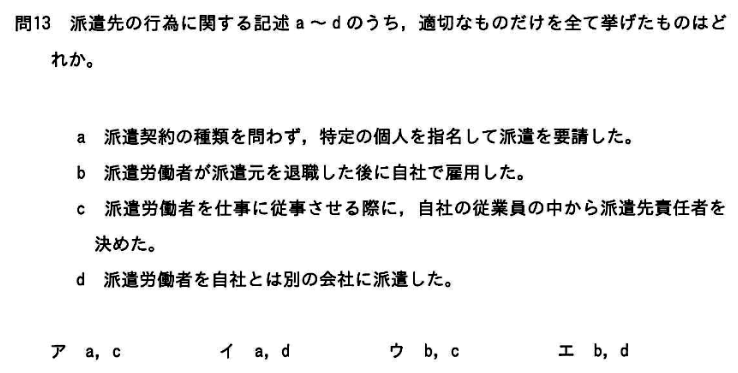 問13 派遣先の行為に関する記述 a ～ d のうち，適切なものだけを全て挙げたものはど
れか。
a 派遣契約の種類を問わず，特定の個人を指名して派遣を要請した。
b 派遣労働者が派遣元を退職した後に自社で雇用した。
c 派遣労働者を仕事に従事させる際に，自社の従業員の中から派遣先責任者を
決めた。
d 派遣労働者を自社とは別の会社に派遣した。
ア a，c イ a，d ウ b，c エ b，d